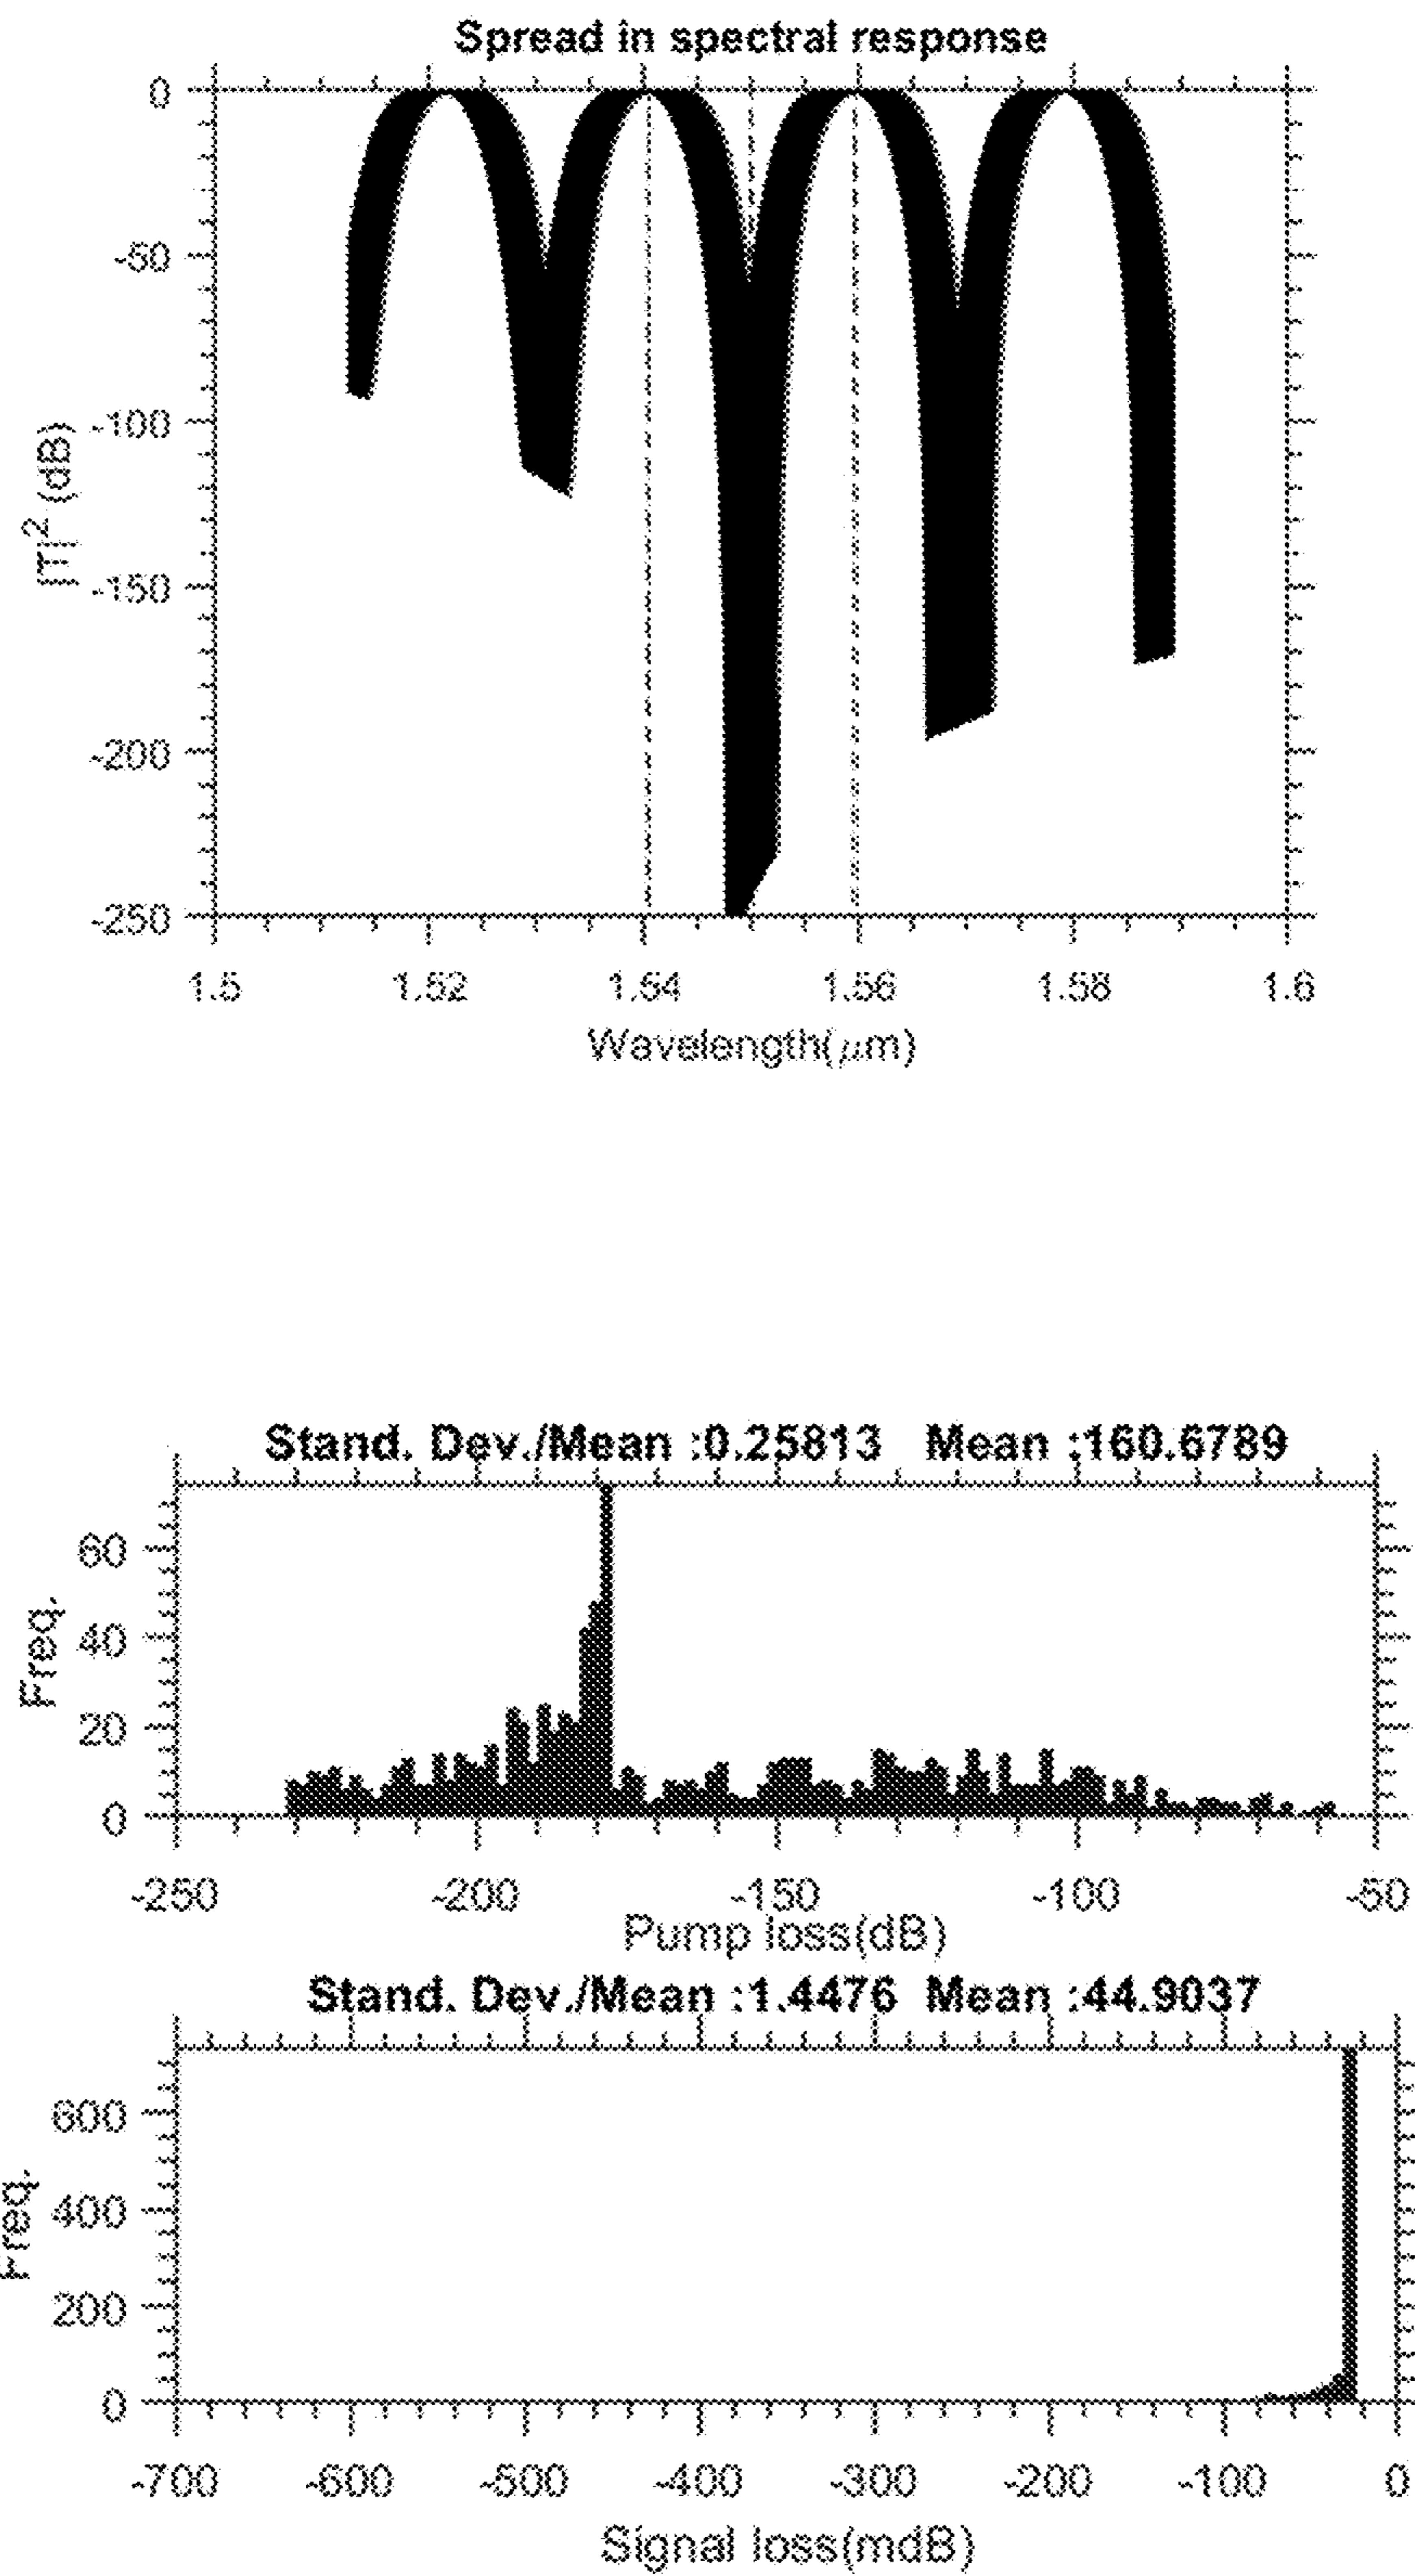 Spread in spectral response
0
-50
-100
-150
-200
-250
|T|² (dB)
1.5 1.52 1.54 1.56 1.58 1.6
Wavelength(μm)
Stand. Dev./Mean :0.25813 Mean :160.6789
60
40
20
0
Freq.
-250 -200 -150 -100 -50
Pump loss(dB)
Stand. Dev./Mean :1.4476 Mean :44.9037
600
400
200
0
Freq.
-700 -600 -500 -400 -300 -200 -100 0
Signal loss(mdB)